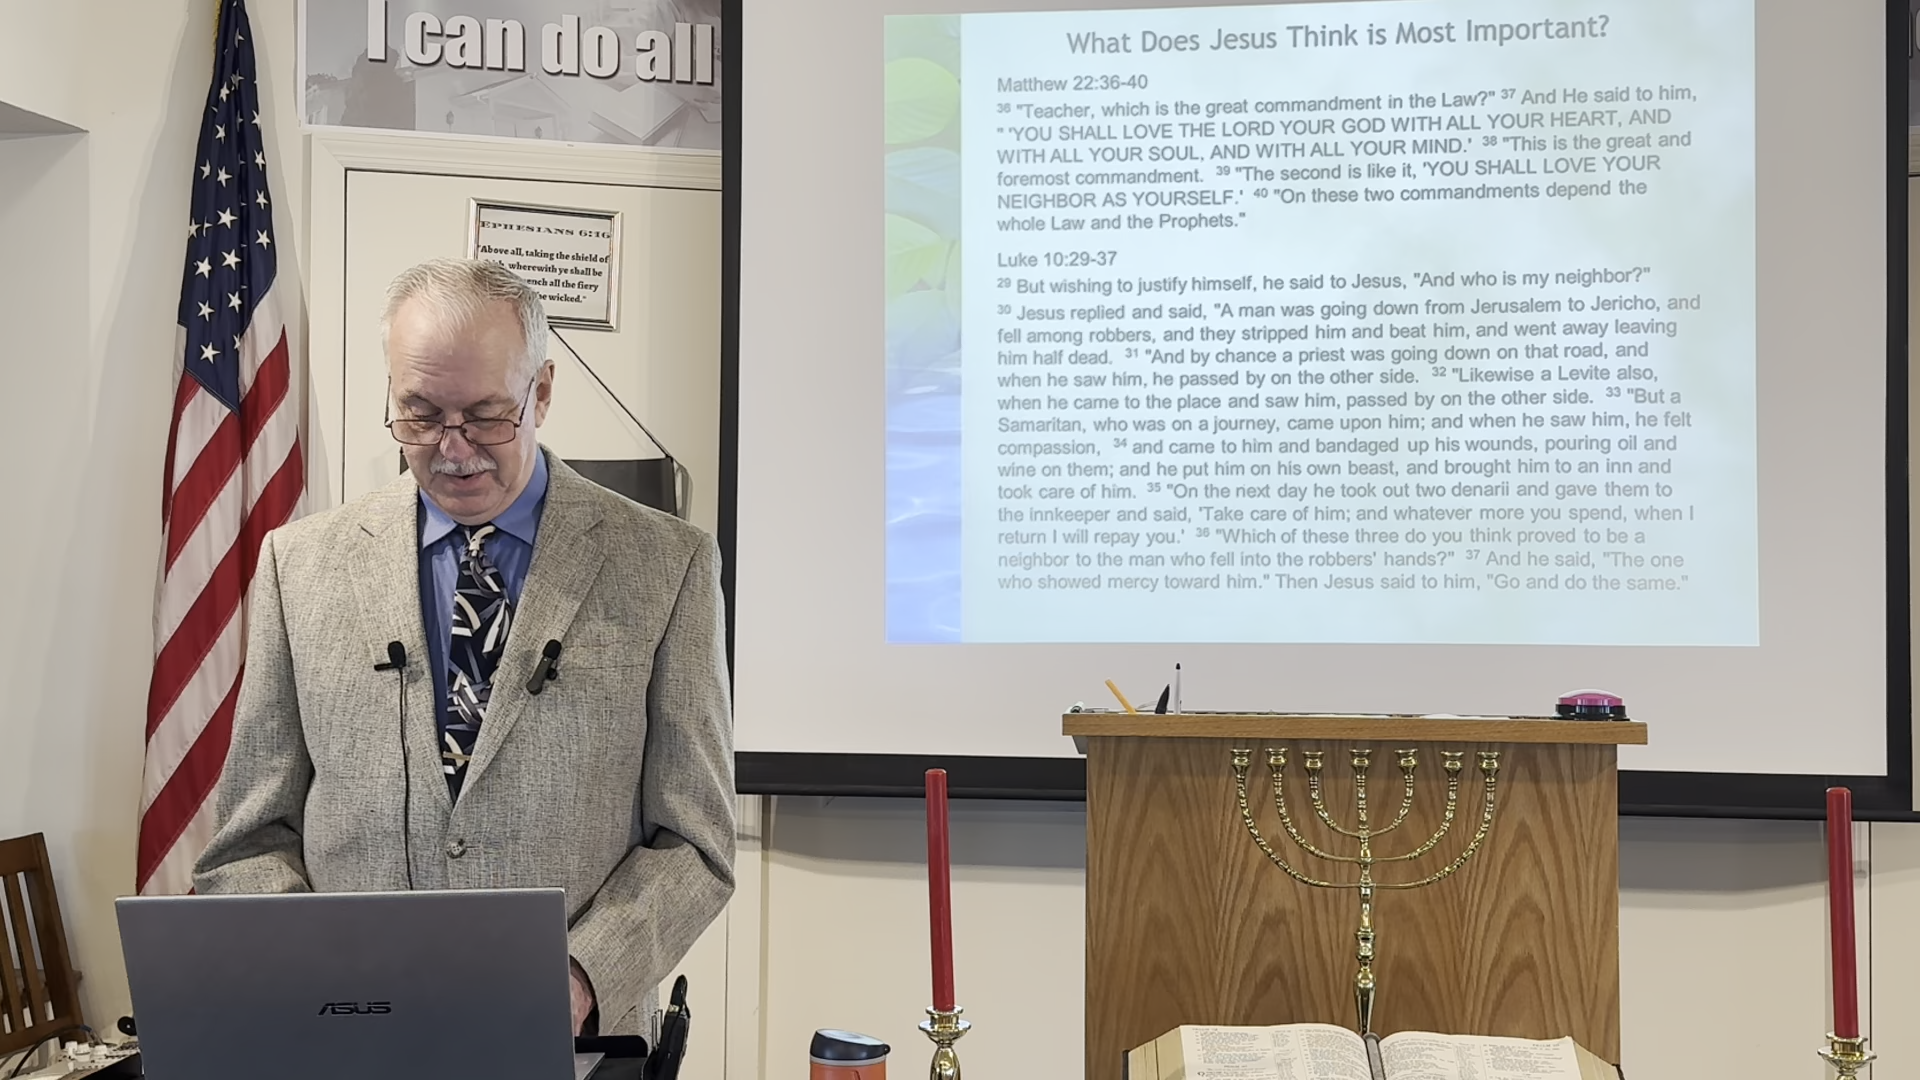 I can do all
What Does Jesus Think is Most Important?
Matthew 22:36-40
36 "Teacher, which is the great commandment in the Law?" 37 And He said to him,
" 'YOU SHALL LOVE THE LORD YOUR GOD WITH ALL YOUR HEART, AND
WITH ALL YOUR SOUL, AND WITH ALL YOUR MIND.' 38 "This is the great and
foremost commandment. 39 "The second is like it, 'YOU SHALL LOVE YOUR
NEIGHBOR AS YOURSELF.' 40 "On these two commandments depend the
whole Law and the Prophets."
Luke 10:29-37
29 But wishing to justify himself, he said to Jesus, "And who is my neighbor?"
30 Jesus replied and said, "A man was going down from Jerusalem to Jericho, and
fell among robbers, and they stripped him and beat him, and went away leaving
him half dead. 31 "And by chance a priest was going down on that road, and
when he saw him, he passed by on the other side. 32 "Likewise a Levite also,
when he came to the place and saw him, passed by on the other side. 33 "But a
Samaritan, who was on a journey, came upon him; and when he saw him, he felt
compassion, 34 and came to him and bandaged up his wounds, pouring oil and
wine on them; and he put him on his own beast, and brought him to an inn and
took care of him. 35 "On the next day he took out two denarii and gave them to
the innkeeper and said, 'Take care of him; and whatever more you spend, when I
return I will repay you.' 36 "Which of these three do you think proved to be a
neighbor to the man who fell into the robbers' hands?" 37 And he said, "The one
who showed mercy toward him." Then Jesus said to him, "Go and do the same."
EPHESIANS 6:16
"Above all, taking the shield of
wherewith ye shall be
all the fiery
wicked."
ASUS